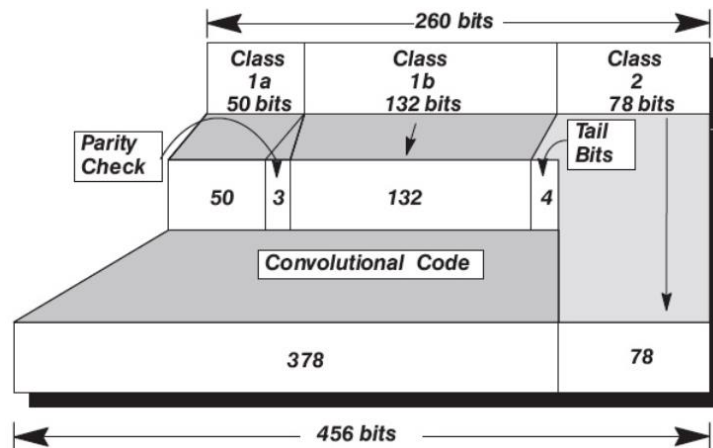 260 bits
Class
1a
50 bits
Class
1b
132 bits
Class
2
78 bits
Parity
Check
Tail
Bits
50
3
132
4
Convolutional Code
378
78
456 bits